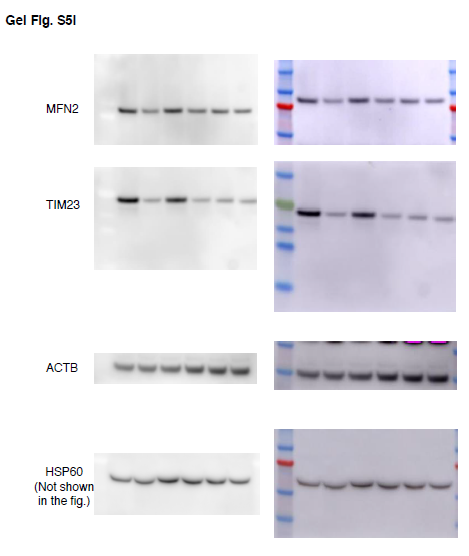 Gel Fig. S5I
MFN2
TIM23
ACTB
HSP60
(Not shown
in the fig.)